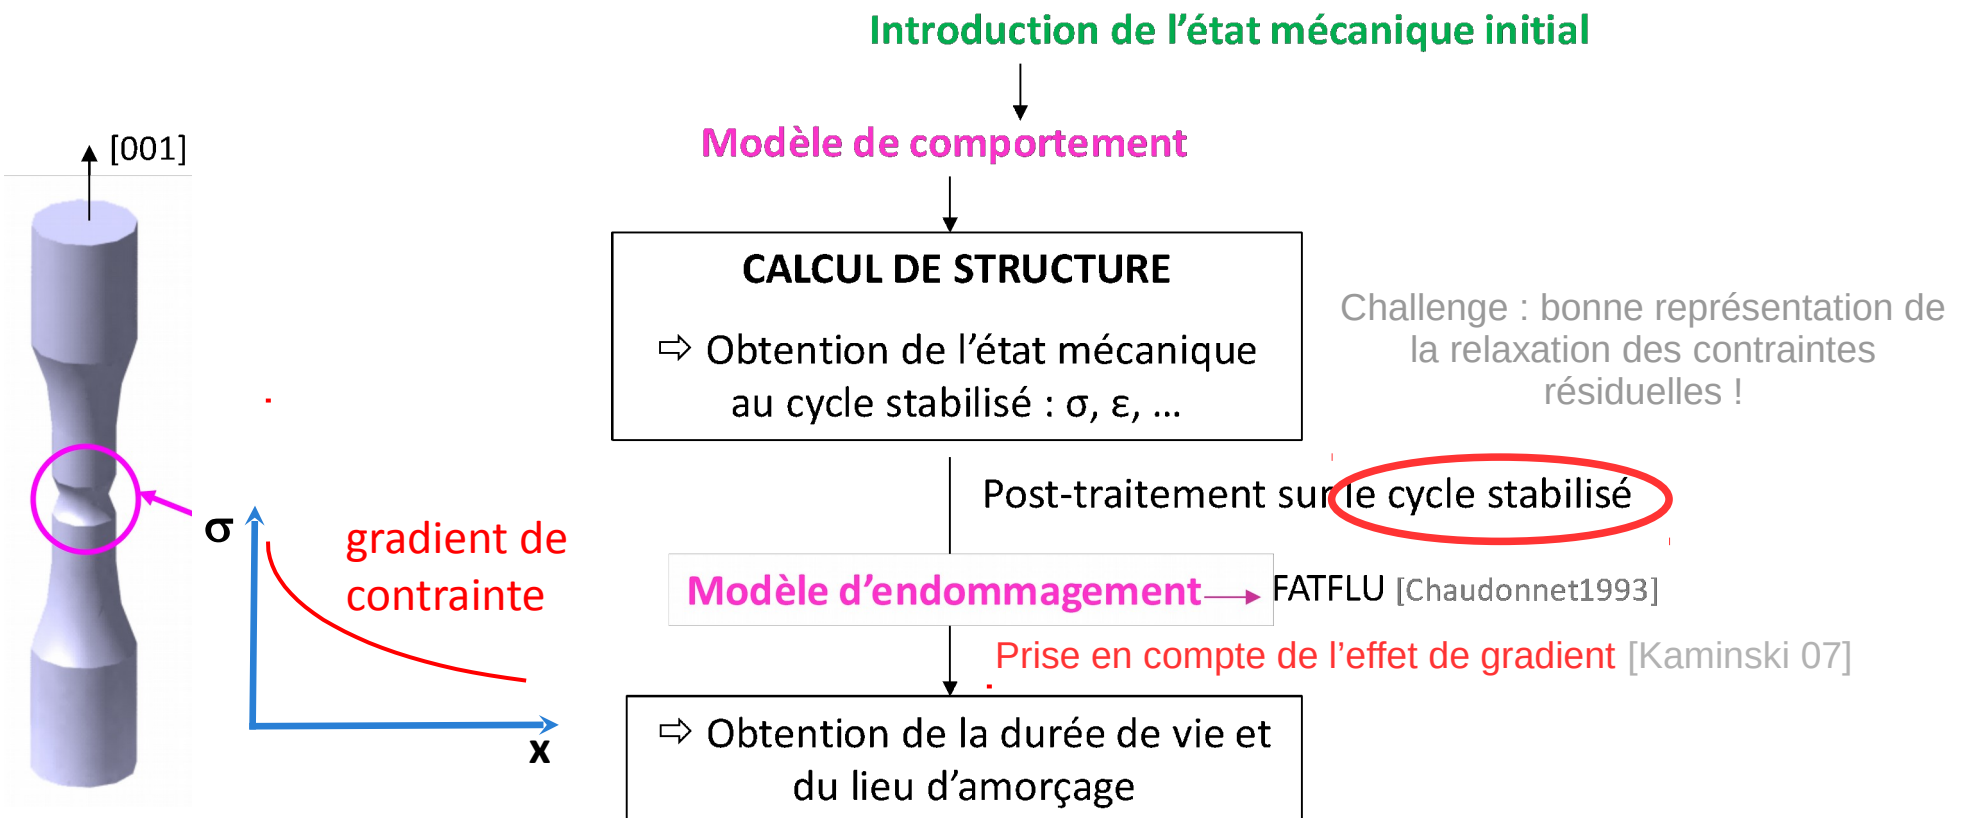 Introduction de l’état mécanique initial
Modèle de comportement
[001]
CALCUL DE STRUCTURE
⇨ Obtention de l’état mécanique
au cycle stabilisé : σ, ε, ...
Challenge : bonne représentation de
la relaxation des contraintes
résiduelles !
Post-traitement sur le cycle stabilisé
σ
gradient de
contrainte
x
Modèle d’endommagement
FATFLU [Chaudonnet1993]
Prise en compte de l’effet de gradient [Kaminski 07]
⇨ Obtention de la durée de vie et
du lieu d’amorçage